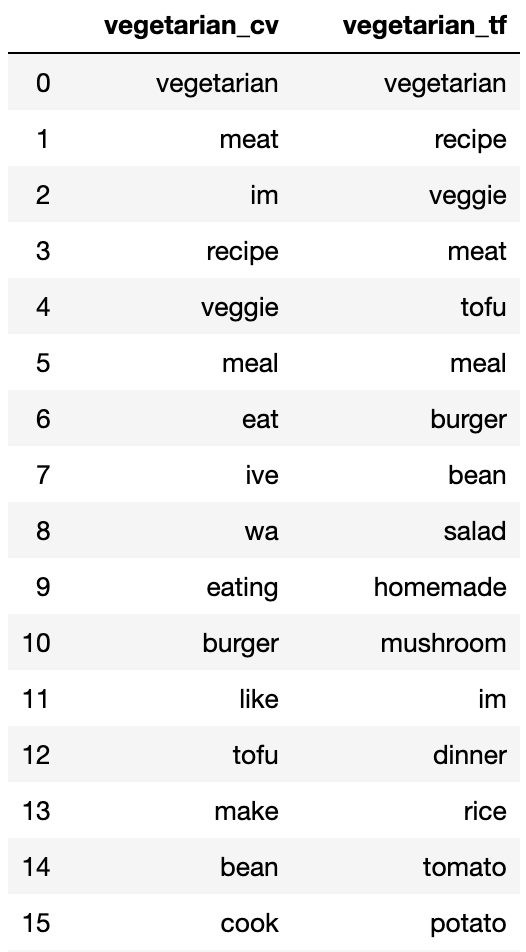 vegetarian_cv vegetarian_tf
0 vegetarian vegetarian
1 meat recipe
2 im veggie
3 recipe meat
4 veggie tofu
5 meal meal
6 eat burger
7 ive bean
8 wa salad
9 eating homemade
10 burger mushroom
11 like im
12 tofu dinner
13 make rice
14 bean tomato
15 cook potato